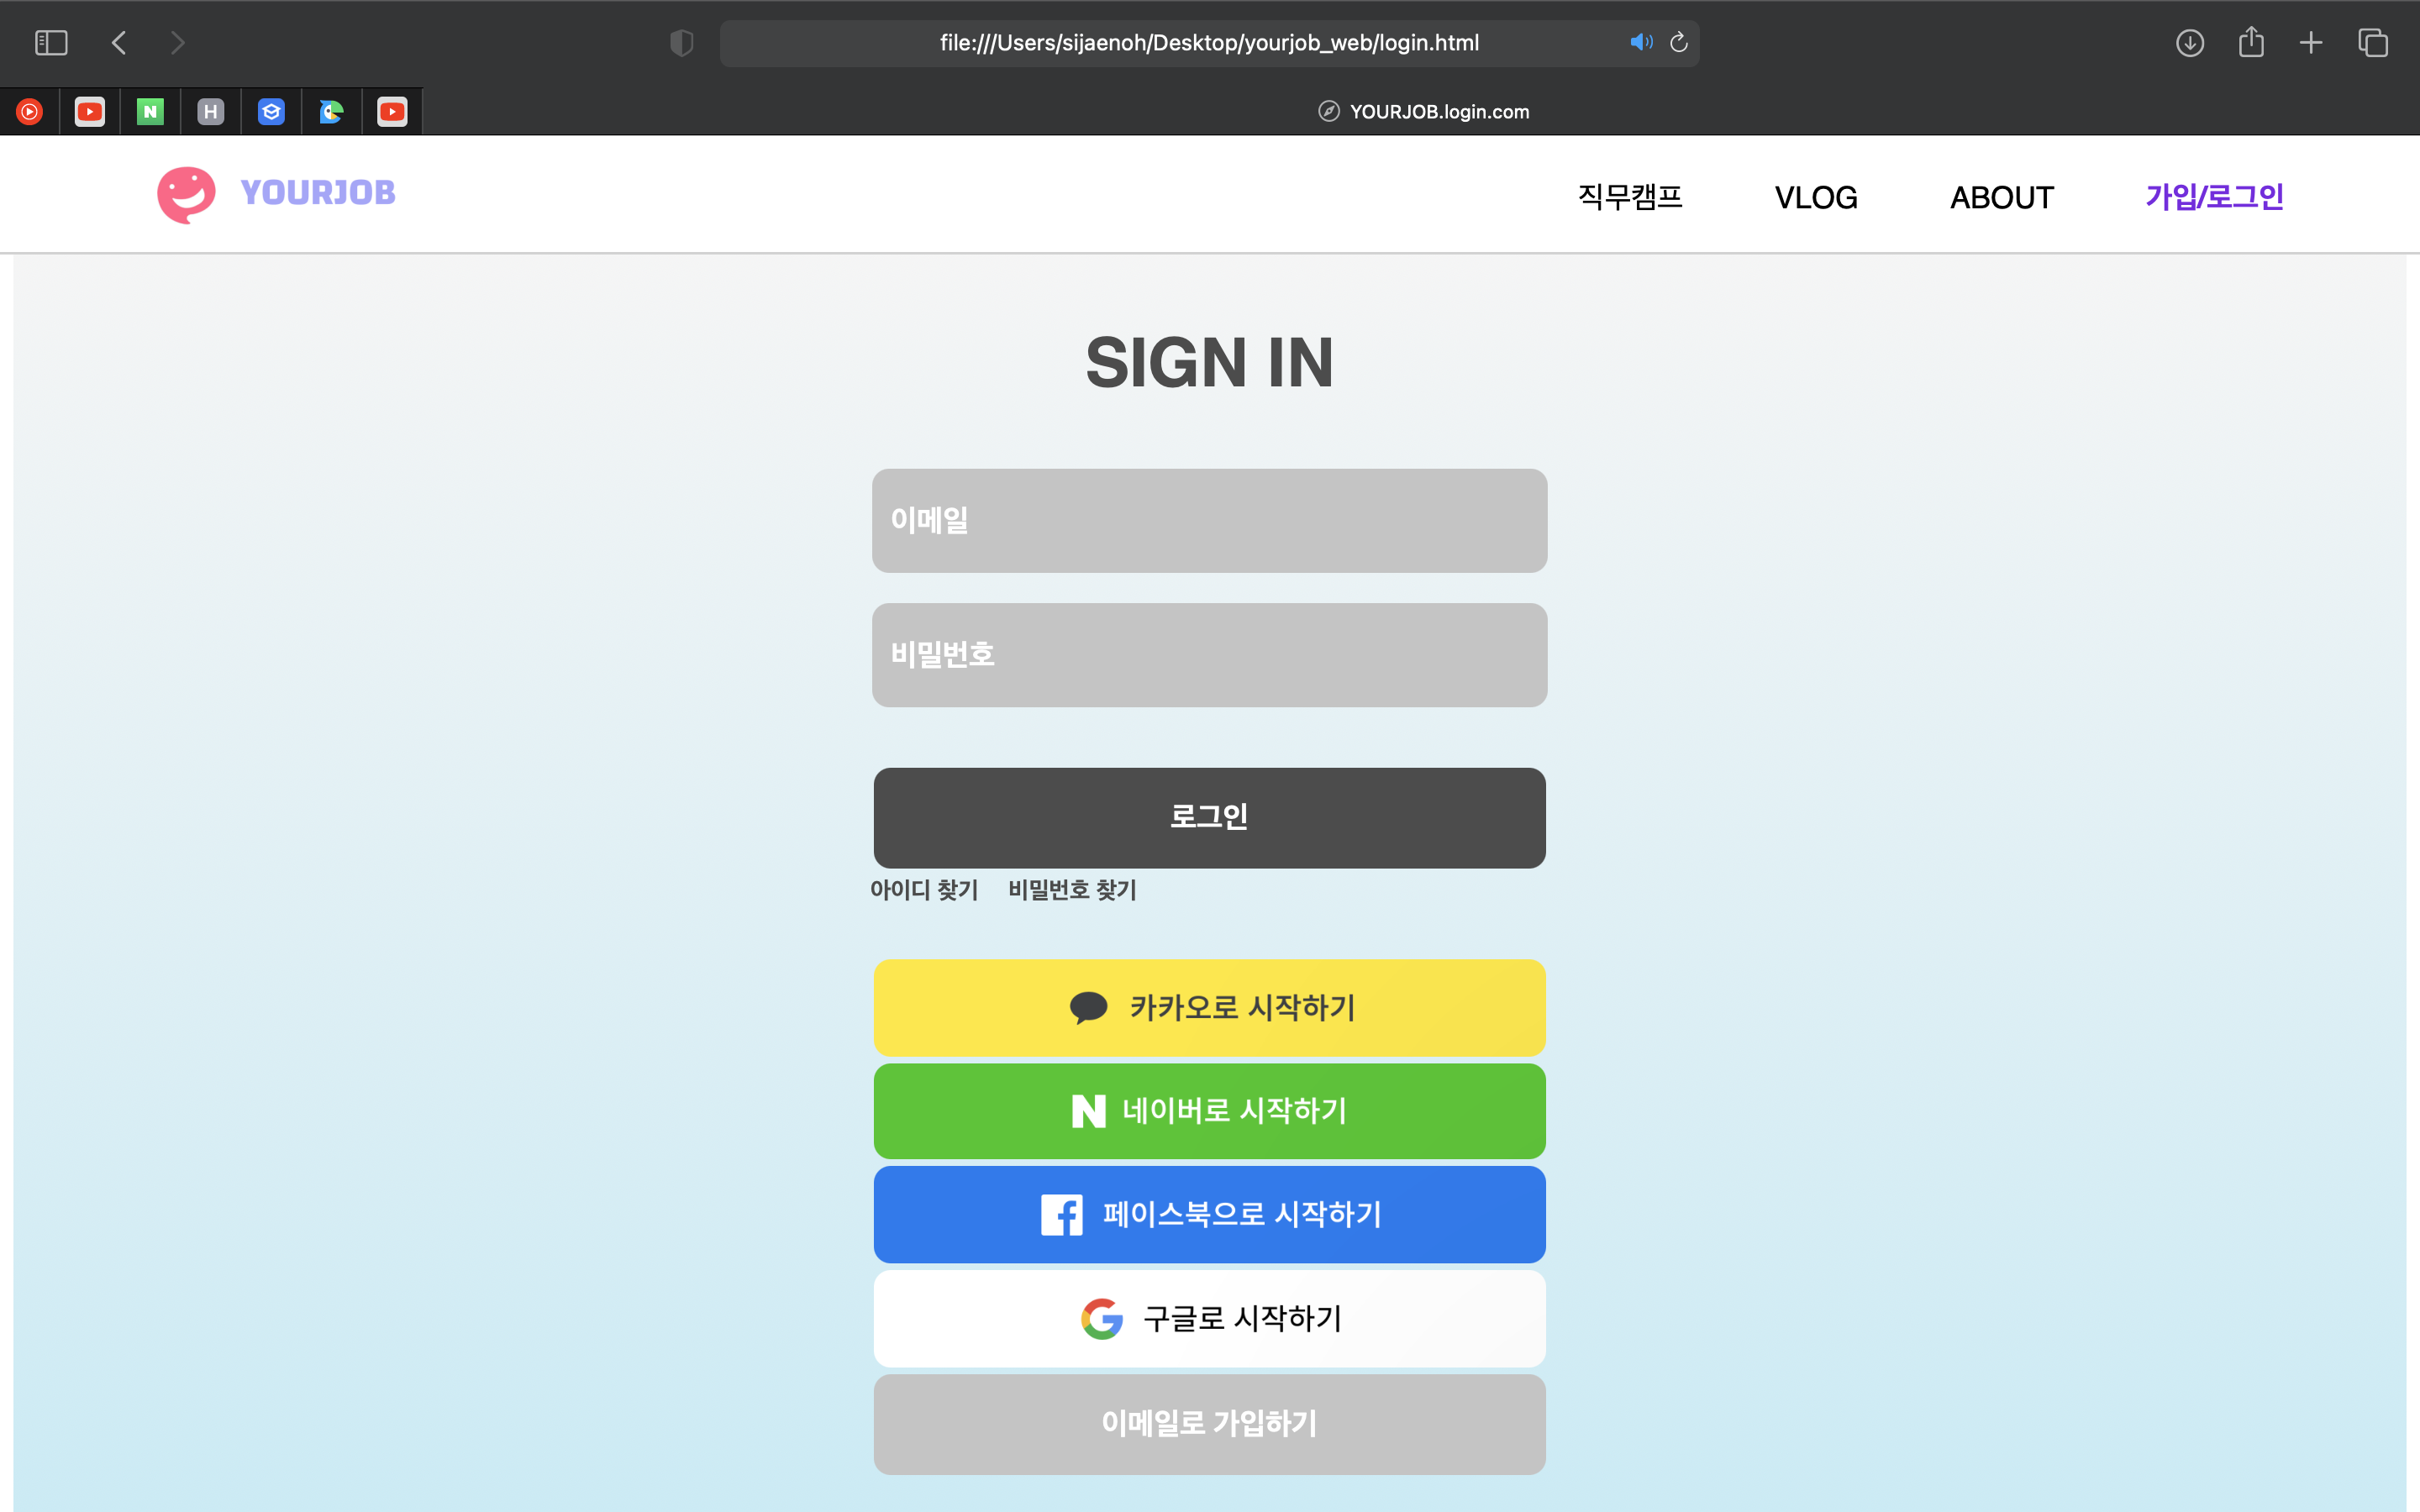 file:///Users/sijaenoh/Desktop/yourjob_web/login.html
N
H
YOURJOB.login.com
YOURJOB
직무캠프 VLOG ABOUT 가입/로그인
SIGN IN
이메일
비밀번호
로그인
아이디 찾기 비밀번호 찾기
카카오로 시작하기
N 네이버로 시작하기
f 페이스북으로 시작하기
G 구글로 시작하기
이메일로 가입하기